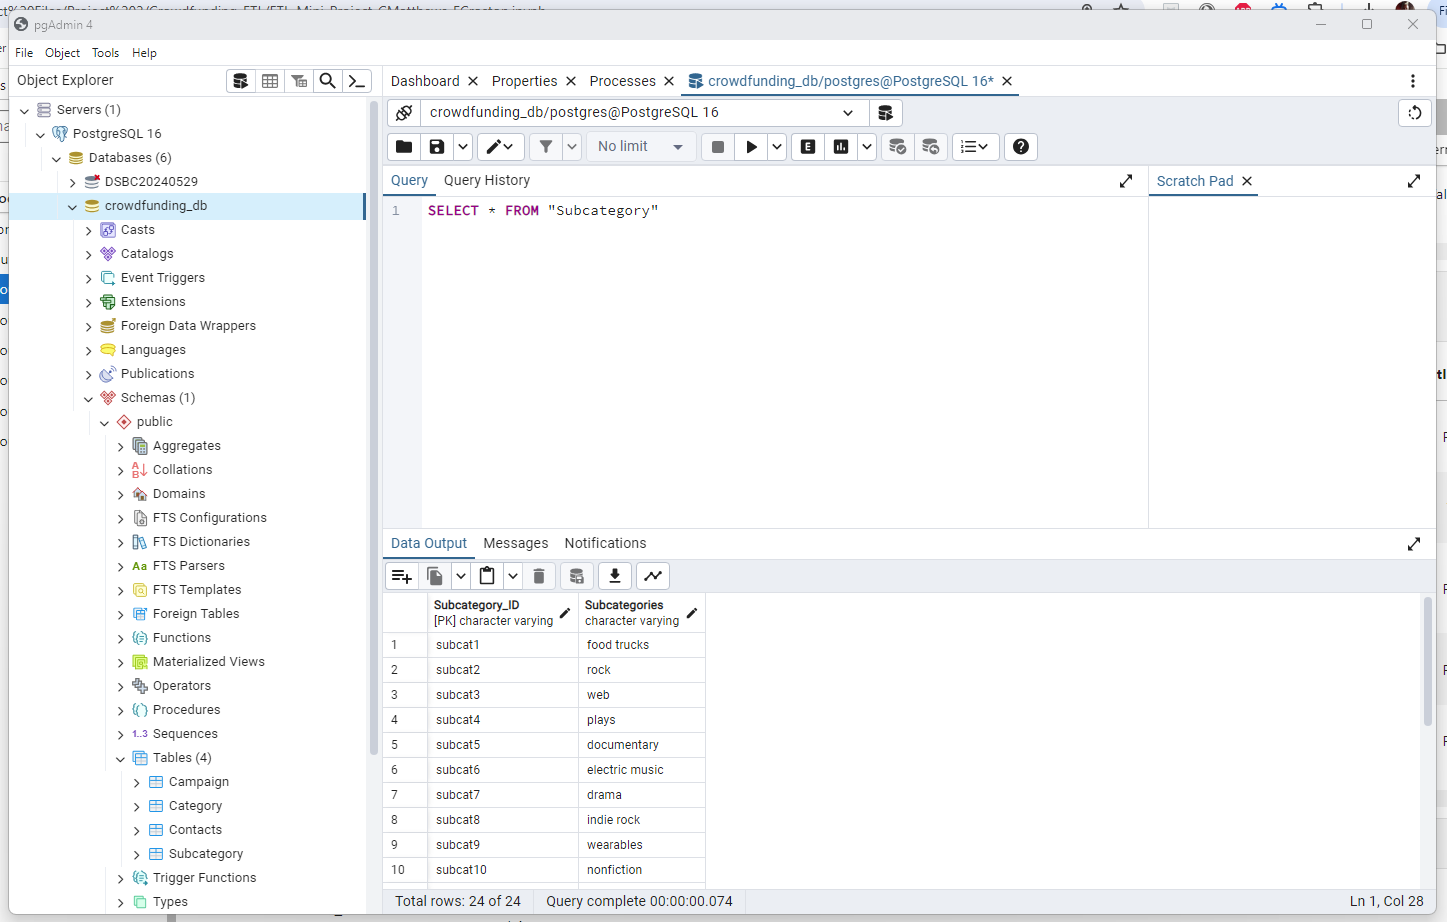 pgAdmin 4
File Object Tools Help
Object Explorer
Servers (1)
PostgreSQL 16
Databases (6)
DSBC20240529
crowdfunding_db
Casts
Catalogs
Event Triggers
Extensions
Foreign Data Wrappers
Languages
Publications
Schemas (1)
public
Aggregates
Collations
Domains
FTS Configurations
FTS Dictionaries
Aa FTS Parsers
FTS Templates
Foreign Tables
Functions
Materialized Views
Operators
Procedures
1..3 Sequences
Tables (4)
Campaign
Category
Contacts
Subcategory
Trigger Functions
Types
Dashboard Properties Processes crowdfunding_db/postgres@PostgreSQL 16*
crowdfunding_db/postgres@PostgreSQL 16
No limit E
Query Query History
Scratch Pad
1 SELECT * FROM "Subcategory"
Data Output Messages Notifications
Subcategory_ID Subcategories
[PK] character varying character varying
1 subcat1 food trucks
2 subcat2 rock
3 subcat3 web
4 subcat4 plays
5 subcat5 documentary
6 subcat6 electric music
7 subcat7 drama
8 subcat8 indie rock
9 subcat9 wearables
10 subcat10 nonfiction
Total rows: 24 of 24 Query complete 00:00:00.074 Ln 1, Col 28